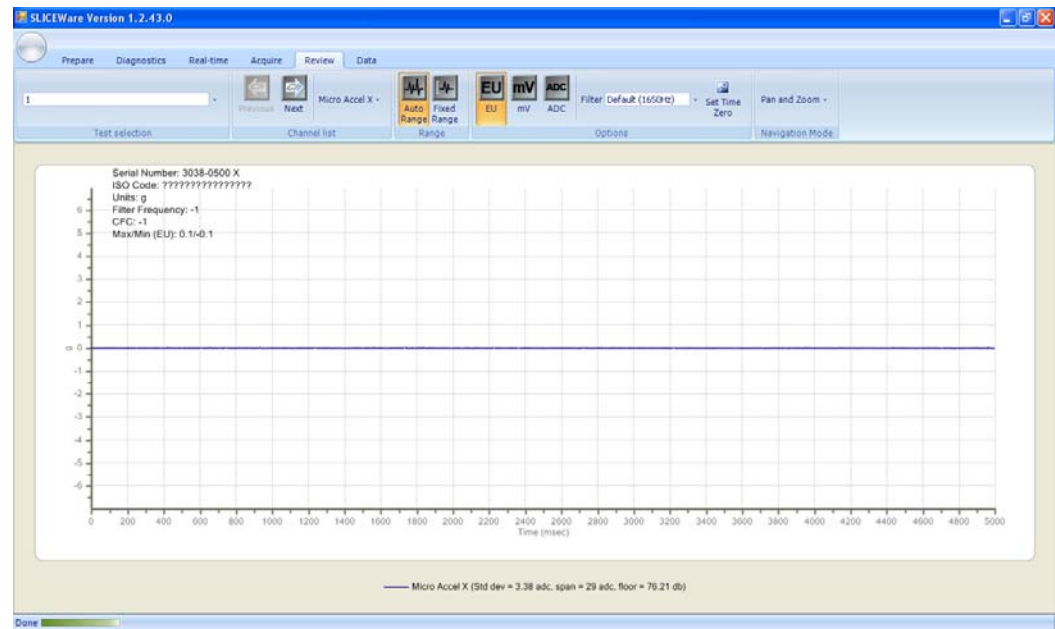 SLICEWare Version 1.2.43.0
Prepare Diagnostics Real-time Acquire Review Data
1
Previous
Next
Micro Accel X
Auto Range
Fixed Range
EU
EU
mV
mV
ADC
ADC
Filter Default (1650Hz)
Set Time Zero
Pan and Zoom
Test selection
Channel list
Range
Options
Navigation Mode
Serial Number: 3038-0500 X
ISO Code: ????????????????
Units: g
Filter Frequency: -1
CFC: -1
Max/Min (EU): 0.1/-0.1
6
5
4
3
2
1
0
-1
-2
-3
-4
-5
-6
g
0 200 400 600 800 1000 1200 1400 1600 1800 2000 2200 2400 2600 2800 3000 3200 3400 3600 3800 4000 4200 4400 4600 4800 5000
Time (msec)
Micro Accel X (Std dev = 3.38 adc, span = 29 adc, floor = 76.21 db)
Done